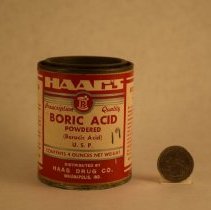 HAAG'S
Prescription Quality
BORIC ACID
POWDERED
(Boracic Acid)
U. S. P.
CONTENTS 4 OUNCES NET WEIGHT
DISTRIBUTED BY
HAAG DRUG CO.
INDIANAPOLIS, IND.